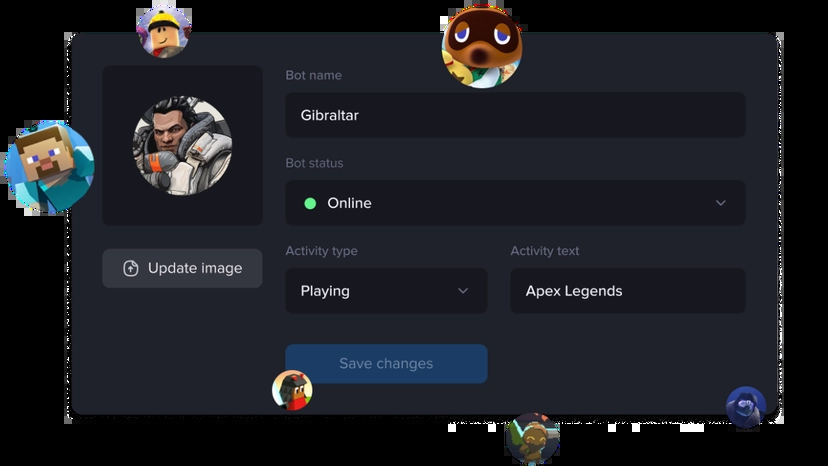 Bot name
Gibraltar
Bot status
Online
Update image
Activity type
Activity text
Playing
Apex Legends
Save changes